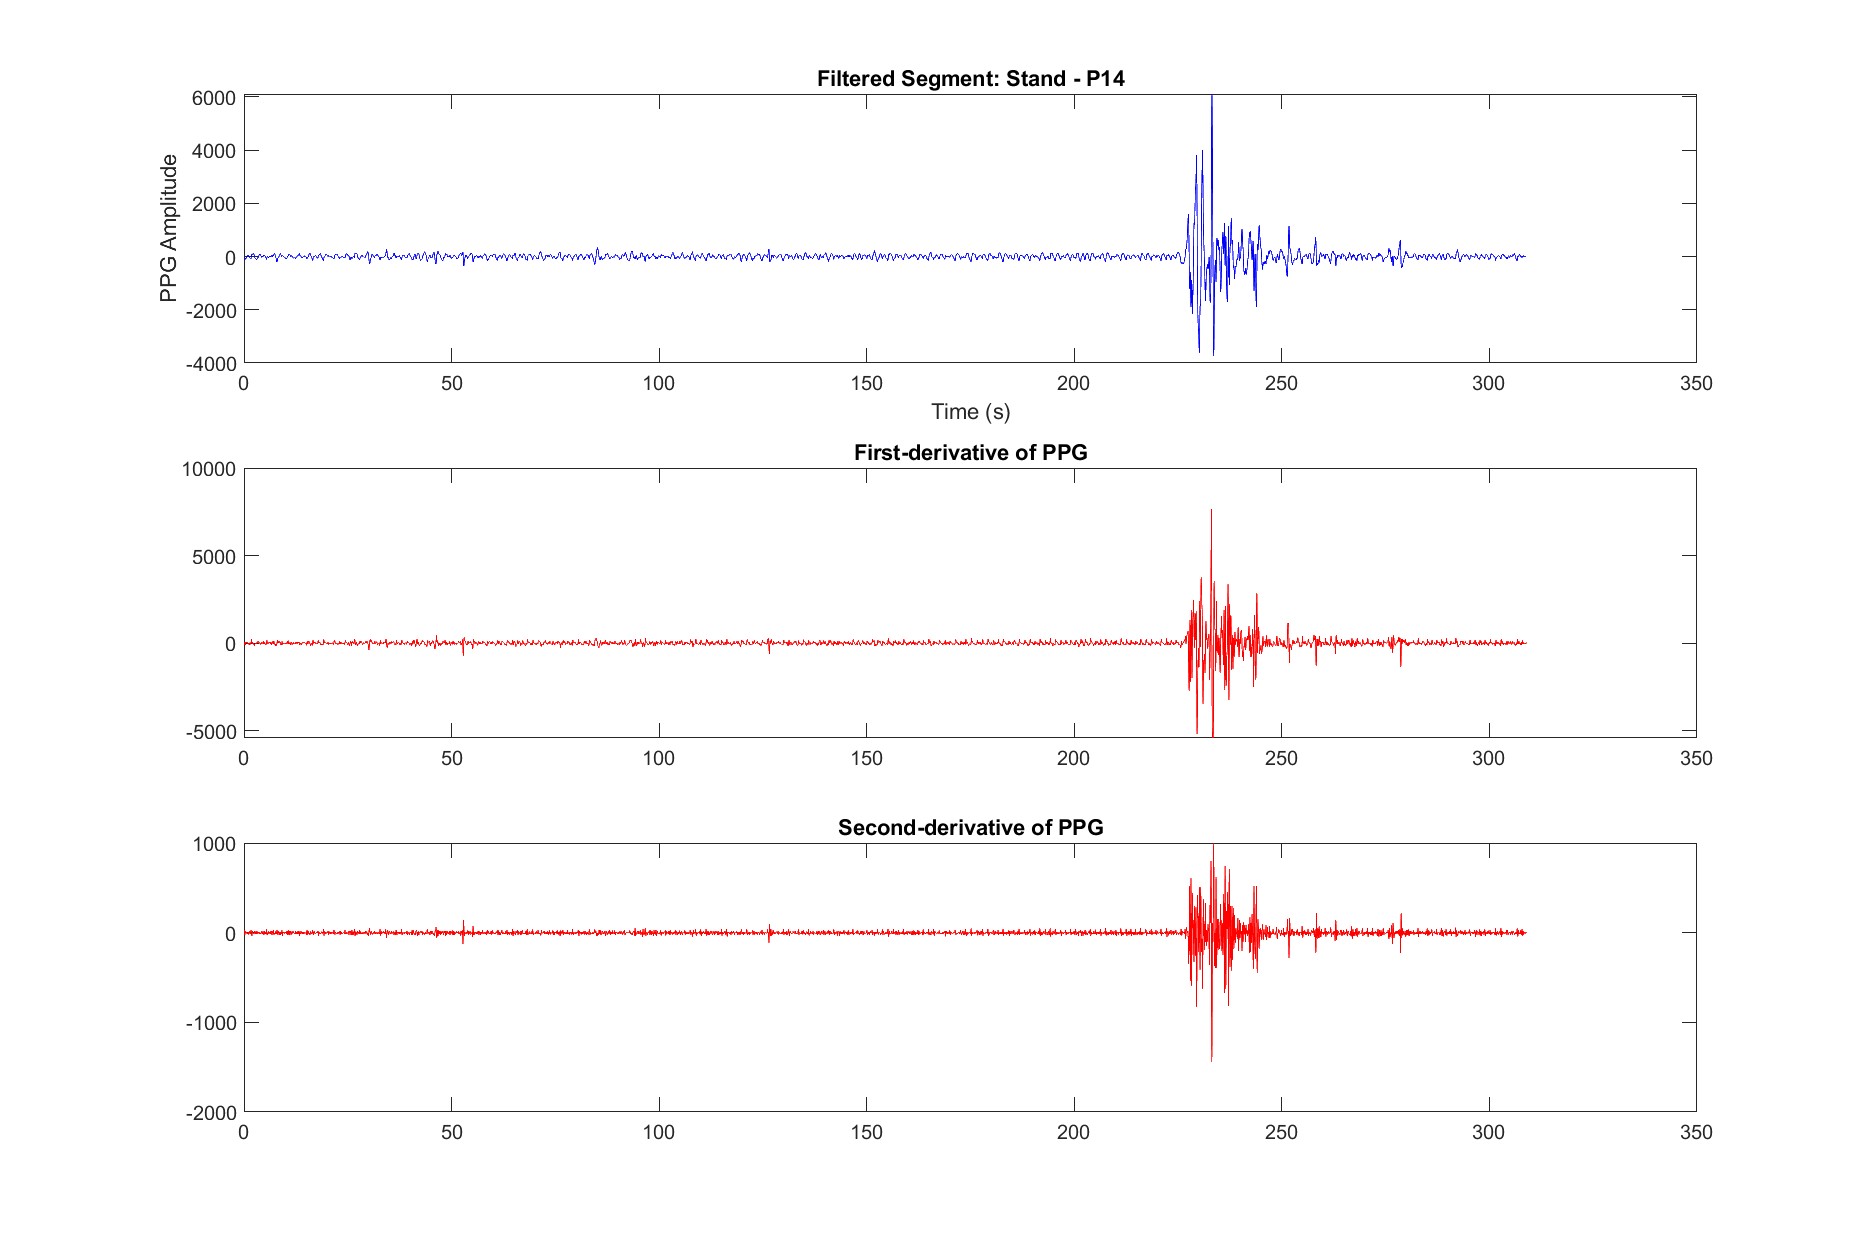 Filtered Segment: Stand - P14
6000
4000
2000
0
-2000
-4000
PPG Amplitude
0 50 100 150 200 250 300 350
Time (s)
First-derivative of PPG
10000
5000
0
-5000
0 50 100 150 200 250 300 350
Second-derivative of PPG
1000
0
-1000
-2000
0 50 100 150 200 250 300 350